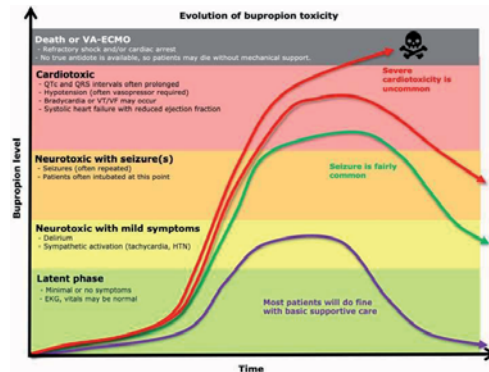 Evolution of bupropion toxicity
Death or VA-ECMO
- Refractory shock and/or cardiac arrest
- No true antidote is available, so patients may die without mechanical support.
Cardiotoxic
- QTc and QRS intervals often prolonged
- Hypotension (often vasopressor required)
- Bradycardia or VT/VF may occur
- Systolic heart failure with reduced ejection fraction
Severe
cardiotoxicity is
uncommon
Neurotoxic with seizure(s)
- Seizures (often repeated)
- Patients often intubated at this point
Seizure is fairly
common
Neurotoxic with mild symptoms
- Delirium
- Sympathetic activation (tachycardia, HTN)
Latent phase
- Minimal or no symptoms
- EKG, vitals may be normal
Most patients will do fine
with basic supportive care
Bupropion level
Time